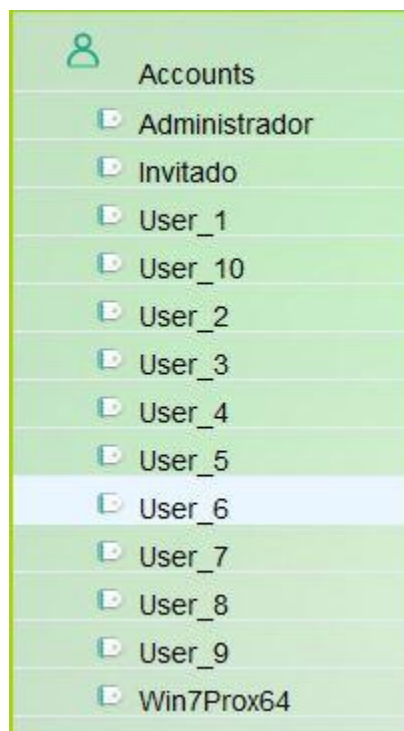 Accounts
Administrador
Invitado
User_1
User_10
User_2
User_3
User_4
User_5
User_6
User_7
User_8
User_9
Win7Prox64